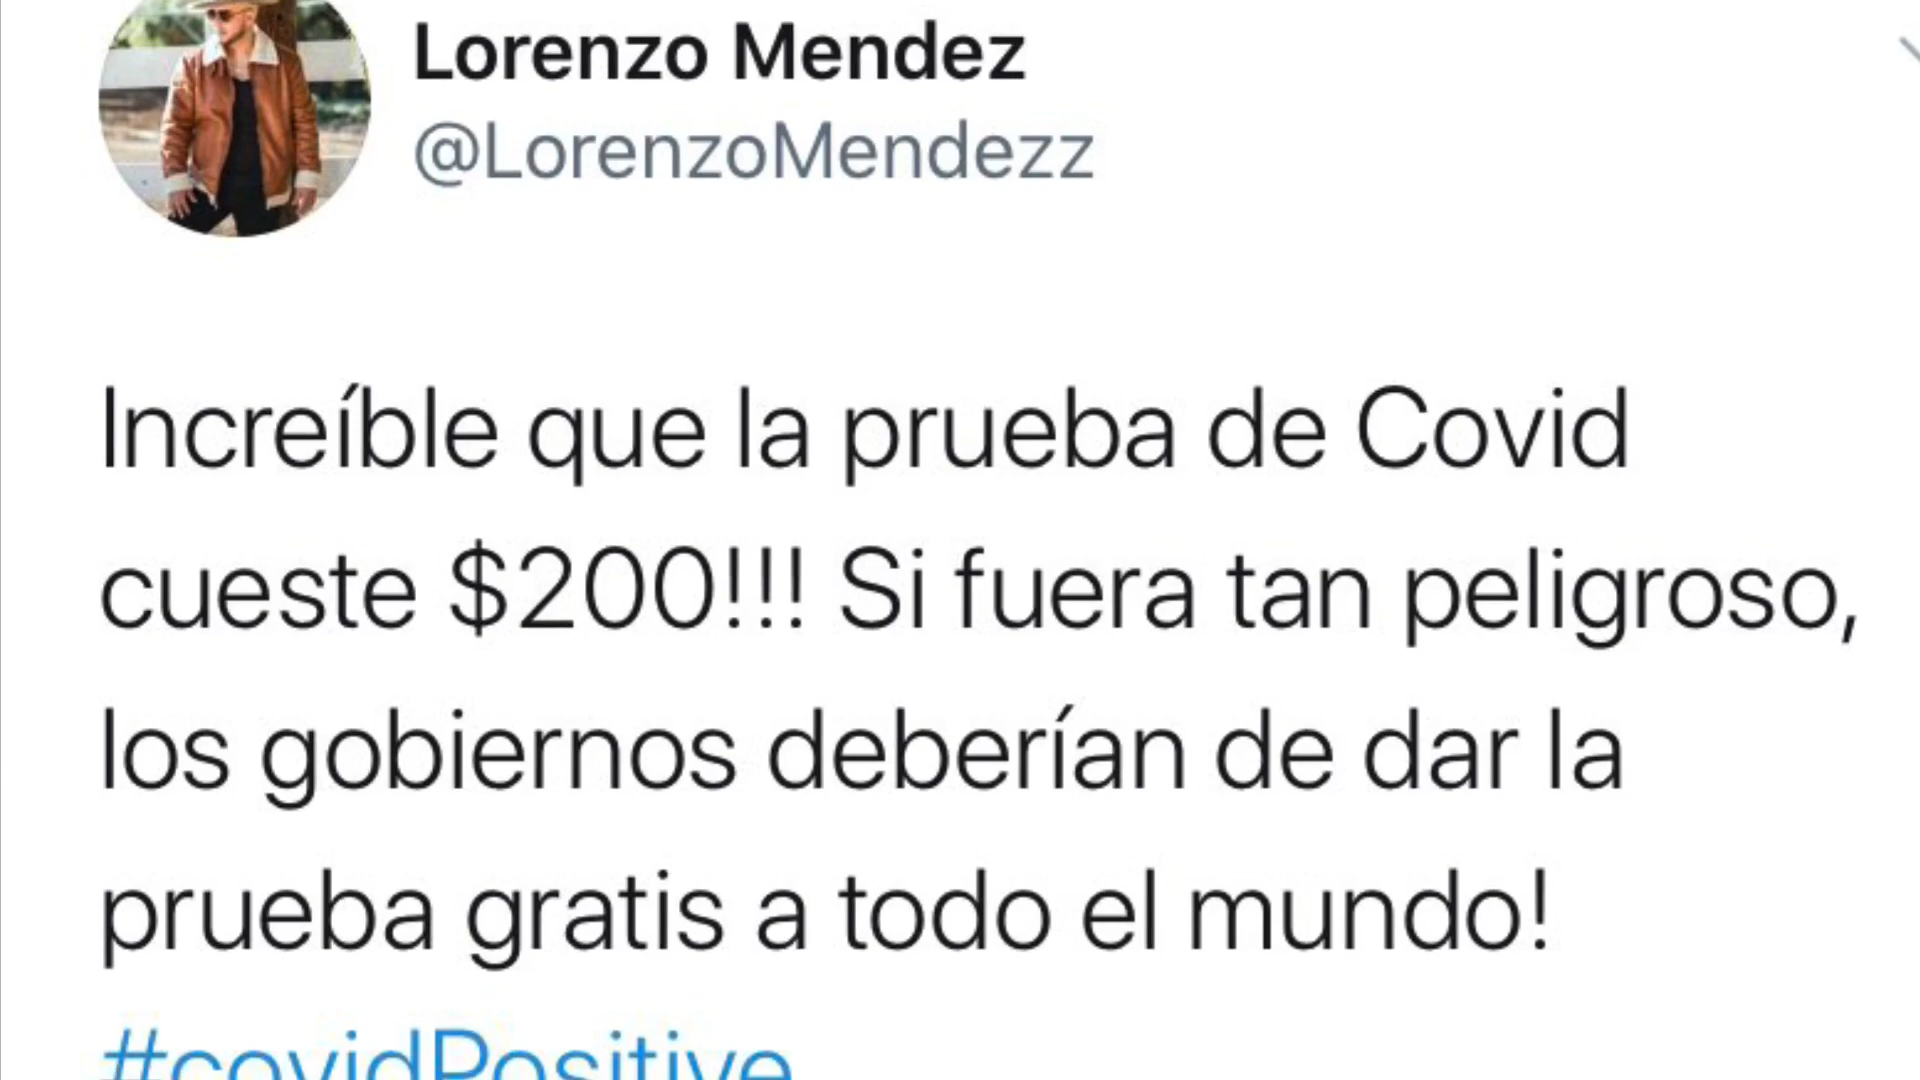 Lorenzo Mendez
@LorenzoMendezz
Increíble que la prueba de Covid
cueste $200!!! Si fuera tan peligroso,
los gobiernos deberían de dar la
prueba gratis a todo el mundo!
#covidPositive